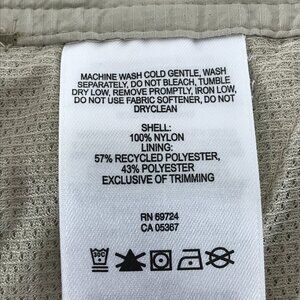 MACHINE WASH COLD GENTLE, WASH
SEPARATELY, DO NOT BLEACH, TUMBLE
DRY LOW, REMOVE PROMPTLY, IRON LOW,
DO NOT USE FABRIC SOFTENER, DO NOT
DRYCLEAN
SHELL:
100% NYLON
LINING:
57% RECYCLED POLYESTER,
43% POLYESTER
EXCLUSIVE OF TRIMMING
RN 69724
CA 05367